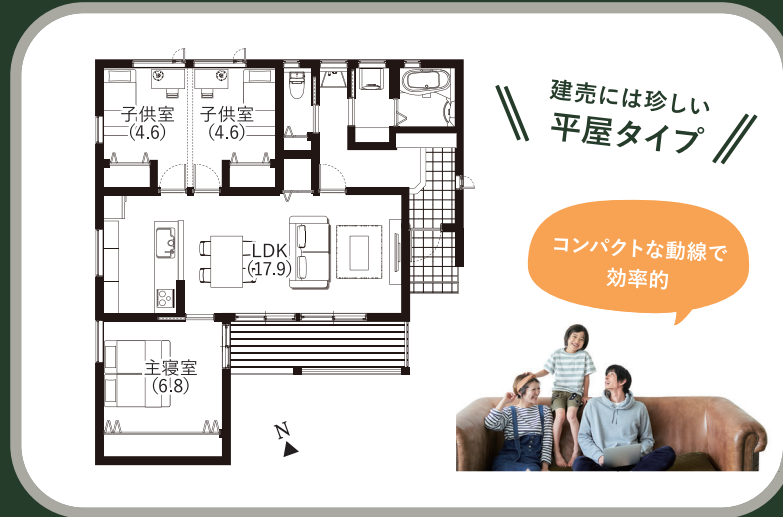 子供室
(4.6)
子供室
(4.6)
LDK
(17.9)
主寝室
(6.8)
N
建売には珍しい
平屋タイプ
コンパクトな動線で
効率的